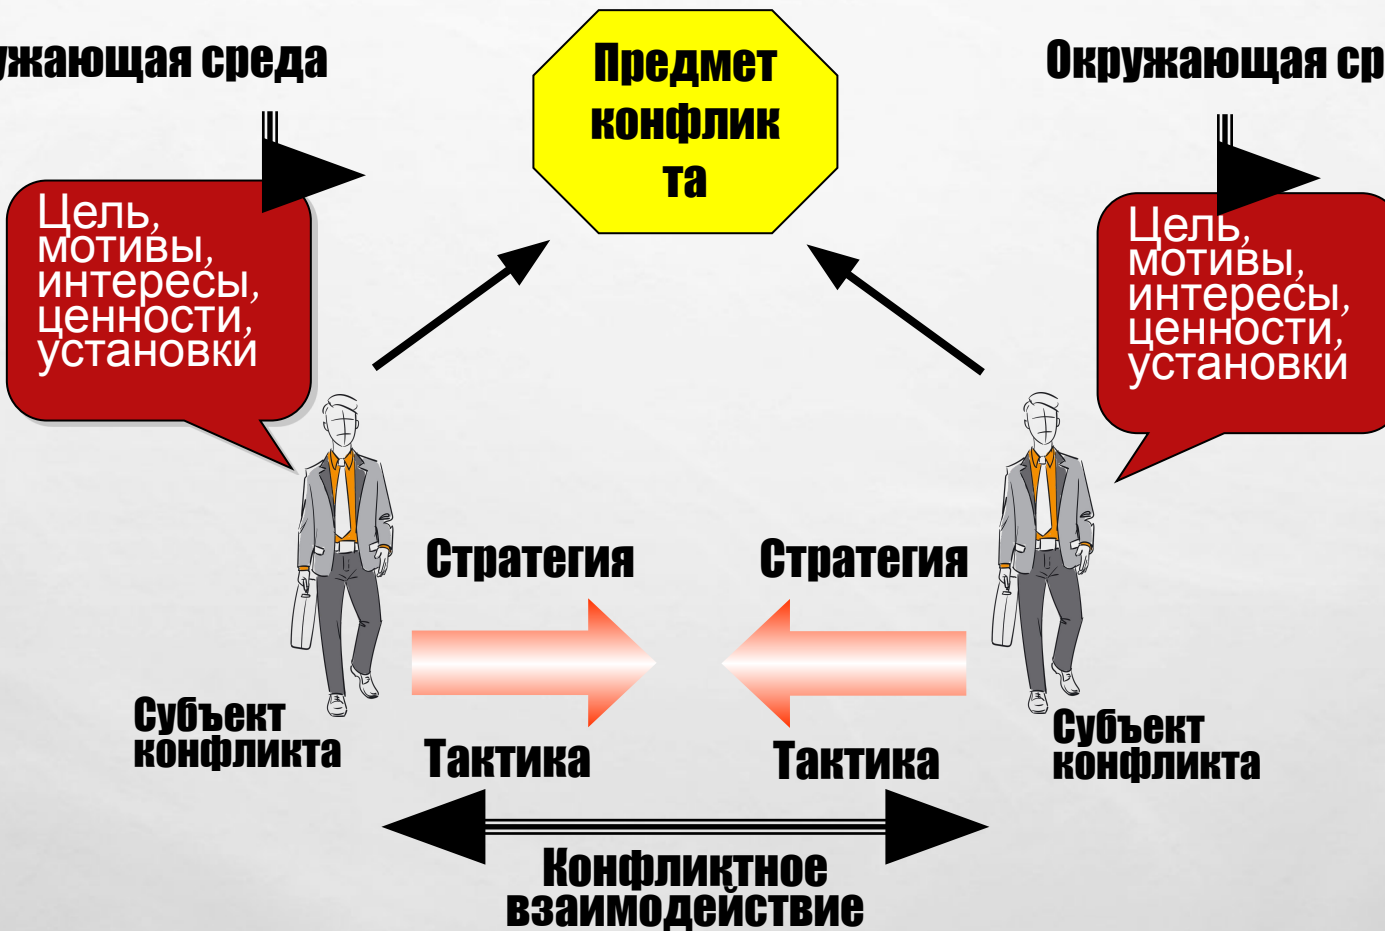 ужающая среда
Предмет
конфлик
та
Окружающая ср
Цель,
мотивы,
интересы,
ценности,
установки
Цель,
мотивы,
интересы,
ценности,
установки
Стратегия
Стратегия
Субъект
конфликта
Тактика
Тактика
Субъект
конфликта
Конфликтное
взаимодействие